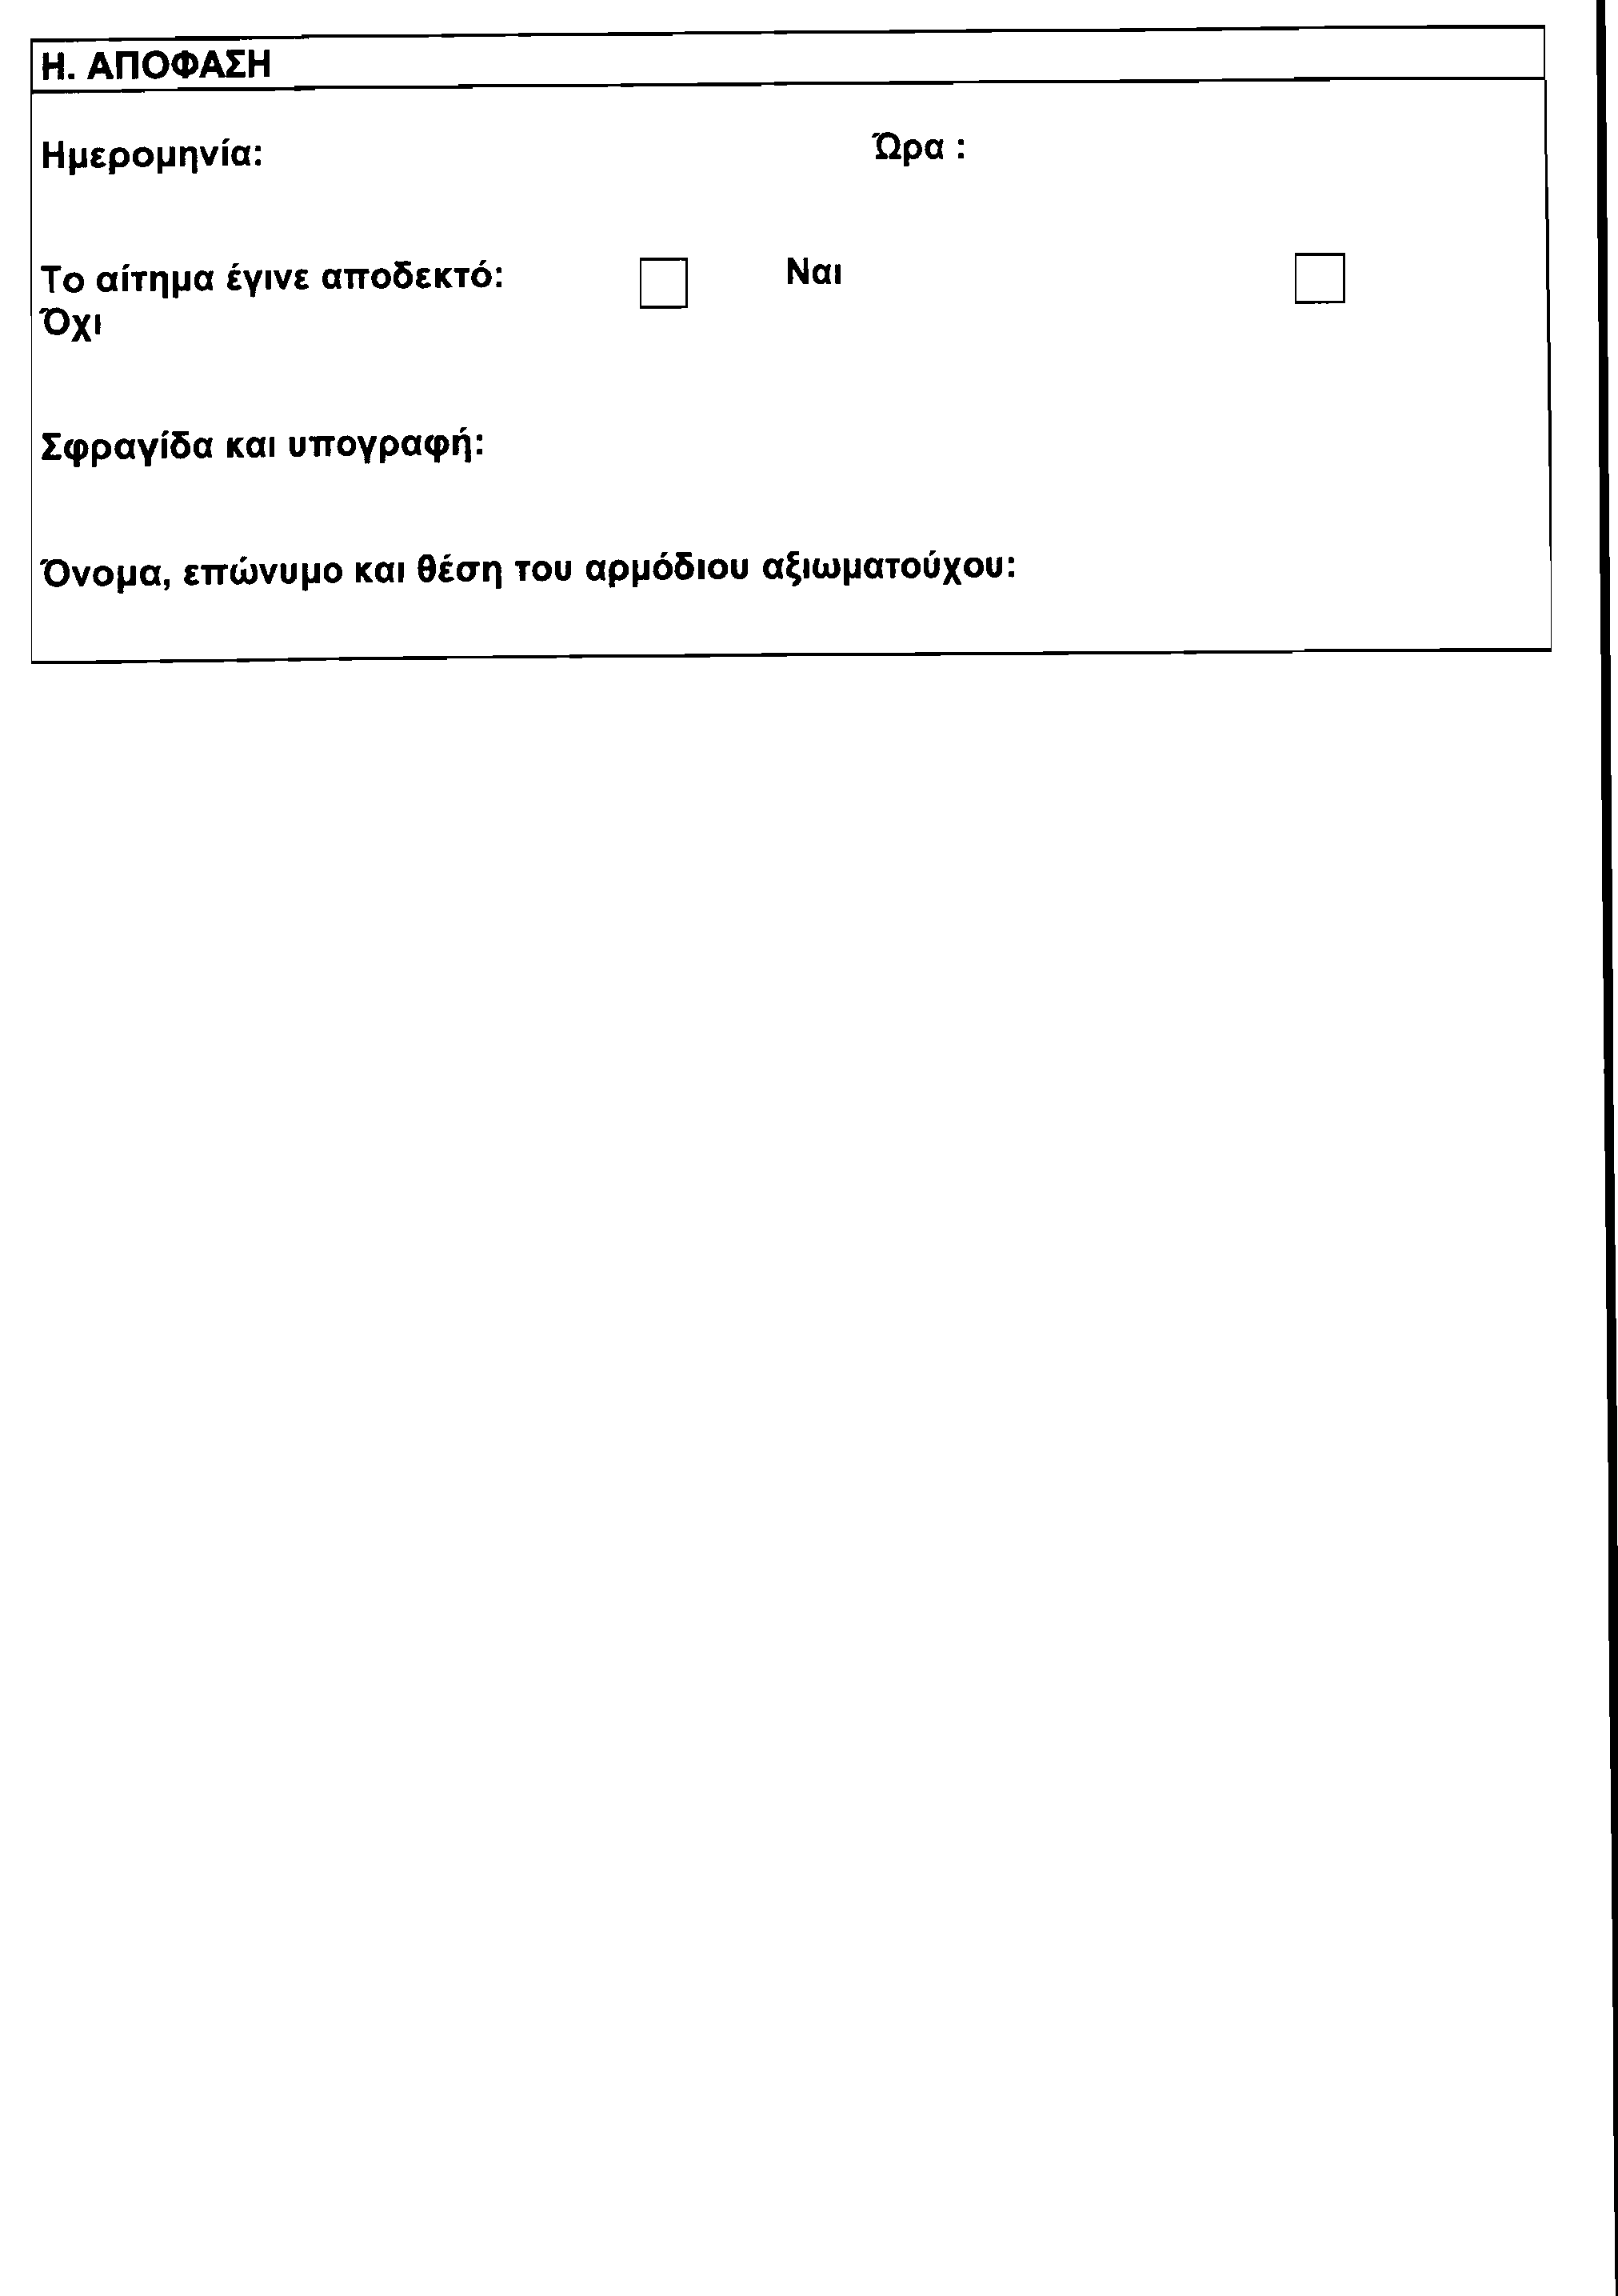 Η. ΑΠΟΦΑΣΗ
Ημερομηνία: Ώρα :
Το αίτημα έγινε αποδεκτό: Ναι
Όχι
Σφραγίδα και υπογραφή:
Όνομα, επώνυμο και θέση του αρμόδιου αξιωματούχου: